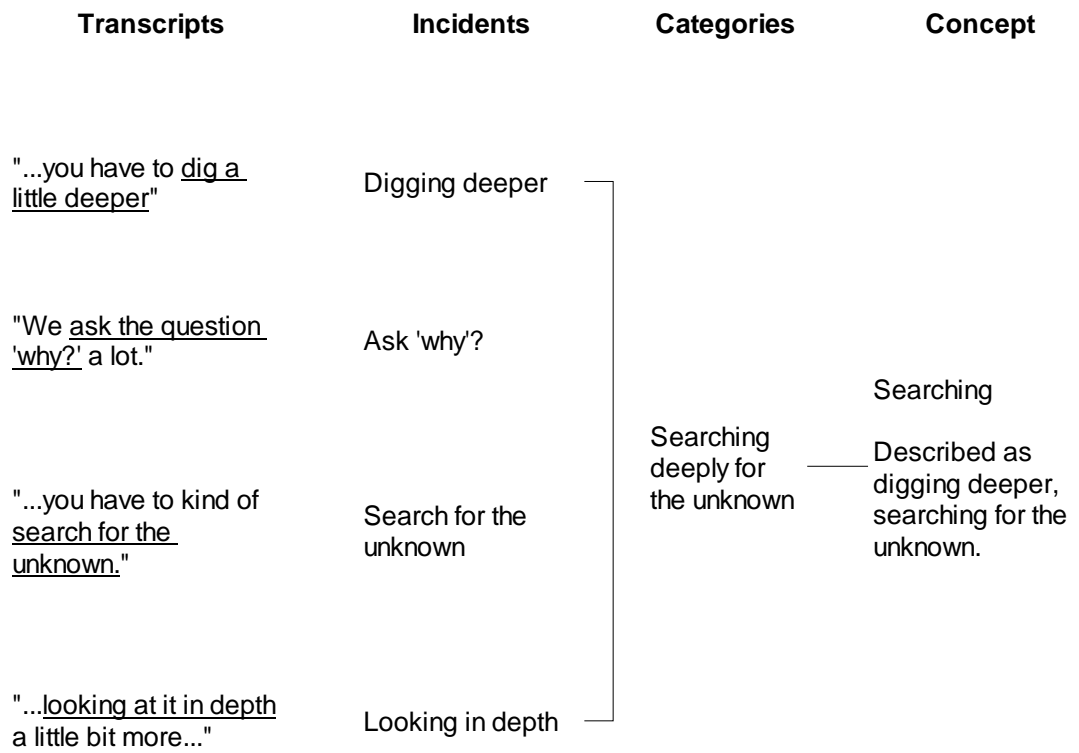 Transcripts Incidents Categories Concept
"...you have to dig a
little deeper"
Digging deeper
"We ask the question
'why?' a lot."
Ask 'why'?
"...you have to kind of
search for the
unknown."
Search for the
unknown
"...looking at it in depth
a little bit more..."
Looking in depth
Searching
deeply for
the unknown
Searching
Described as
digging deeper,
searching for the
unknown.